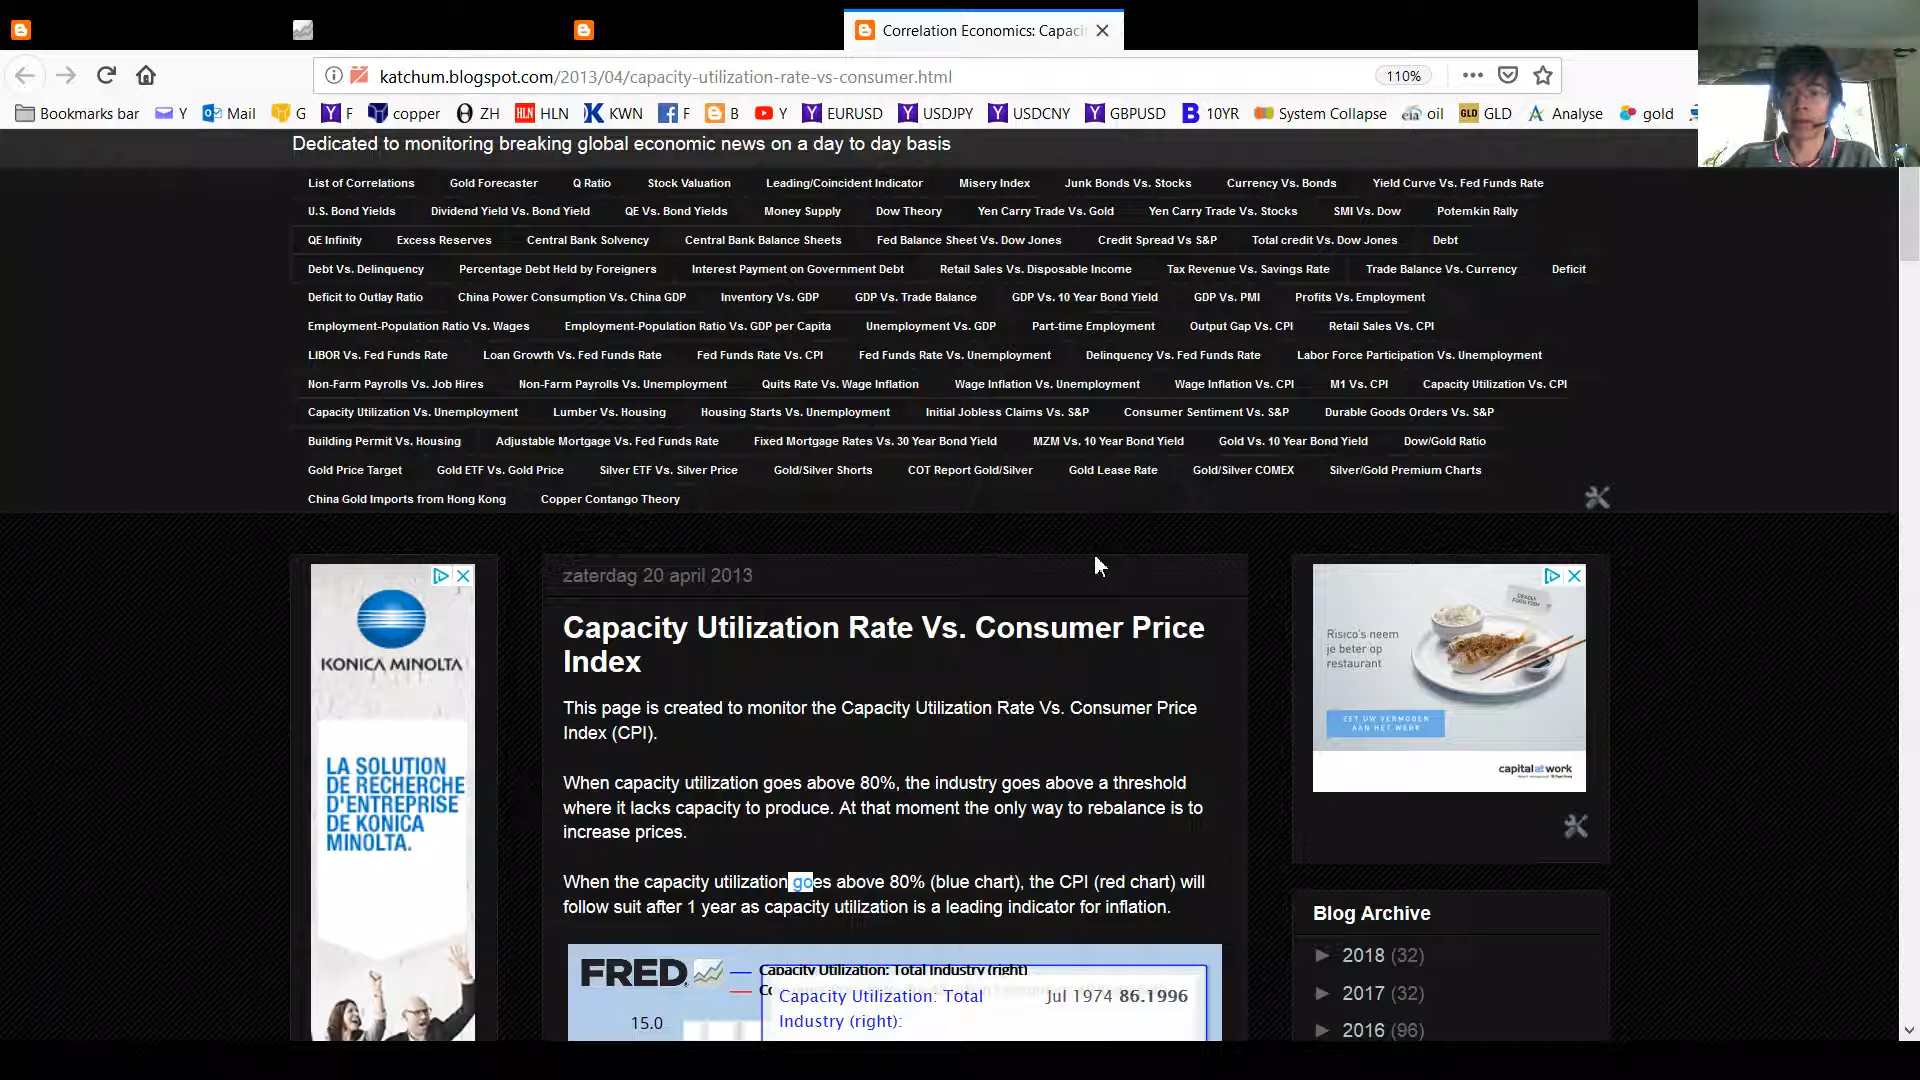 Correlation Economics: Capaci
katchum.blogspot.com/2013/04/capacity-utilization-rate-vs-consumer.html
110%
Bookmarks bar Y Mail G F copper ZH HLN KWN F B Y EURUSD USDJPY USDCNY GBPUSD 10YR System Collapse oil GLD Analyse gold
Dedicated to monitoring breaking global economic news on a day to day basis
List of Correlations Gold Forecaster Q Ratio Stock Valuation Leading/Coincident Indicator Misery Index Junk Bonds Vs. Stocks Currency Vs. Bonds Yield Curve Vs. Fed Funds Rate
U.S. Bond Yields Dividend Yield Vs. Bond Yield QE Vs. Bond Yields Money Supply Dow Theory Yen Carry Trade Vs. Gold Yen Carry Trade Vs. Stocks SMI Vs. Dow Potemkin Rally
QE Infinity Excess Reserves Central Bank Solvency Central Bank Balance Sheets Fed Balance Sheet Vs. Dow Jones Credit Spread Vs S&P Total credit Vs. Dow Jones Debt
Debt Vs. Delinquency Percentage Debt Held by Foreigners Interest Payment on Government Debt Retail Sales Vs. Disposable Income Tax Revenue Vs. Savings Rate Trade Balance Vs. Currency Deficit
Deficit to Outlay Ratio China Power Consumption Vs. China GDP Inventory Vs. GDP GDP Vs. Trade Balance GDP Vs. 10 Year Bond Yield GDP Vs. PMI Profits Vs. Employment
Employment-Population Ratio Vs. Wages Employment-Population Ratio Vs. GDP per Capita Unemployment Vs. GDP Part-time Employment Output Gap Vs. CPI Retail Sales Vs. CPI
LIBOR Vs. Fed Funds Rate Loan Growth Vs. Fed Funds Rate Fed Funds Rate Vs. CPI Fed Funds Rate Vs. Unemployment Delinquency Vs. Fed Funds Rate Labor Force Participation Vs. Unemployment
Non-Farm Payrolls Vs. Job Hires Non-Farm Payrolls Vs. Unemployment Quits Rate Vs. Wage Inflation Wage Inflation Vs. Unemployment Wage Inflation Vs. CPI M1 Vs. CPI Capacity Utilization Vs. CPI
Capacity Utilization Vs. Unemployment Lumber Vs. Housing Housing Starts Vs. Unemployment Initial Jobless Claims Vs. S&P Consumer Sentiment Vs. S&P Durable Goods Orders Vs. S&P
Building Permit Vs. Housing Adjustable Mortgage Vs. Fed Funds Rate Fixed Mortgage Rates Vs. 30 Year Bond Yield MZM Vs. 10 Year Bond Yield Gold Vs. 10 Year Bond Yield Dow/Gold Ratio
Gold Price Target Gold ETF Vs. Gold Price Silver ETF Vs. Silver Price Gold/Silver Shorts COT Report Gold/Silver Gold Lease Rate Gold/Silver COMEX Silver/Gold Premium Charts
China Gold Imports from Hong Kong Copper Contango Theory
KONICA MINOLTA
LA SOLUTION
DE RECHERCHE
D'ENTREPRISE
DE KONICA
MINOLTA.
zaterdag 20 april 2013
Capacity Utilization Rate Vs. Consumer Price
Index
This page is created to monitor the Capacity Utilization Rate Vs. Consumer Price
Index (CPI).
When capacity utilization goes above 80%, the industry goes above a threshold
where it lacks capacity to produce. At that moment the only way to rebalance is to
increase prices.
When the capacity utilization goes above 80% (blue chart), the CPI (red chart) will
follow suit after 1 year as capacity utilization is a leading indicator for inflation.
FRED
Capacity Utilization: Total Industry (right)
Capacity Utilization: Total Jul 1974 86.1996
Industry (right):
15.0
Risico's neem
je beter op
restaurant
ZET UW VERMOGEN
AAN HET WERK
capitalatwork
Blog Archive
2018 (32)
2017 (32)
2016 (96)